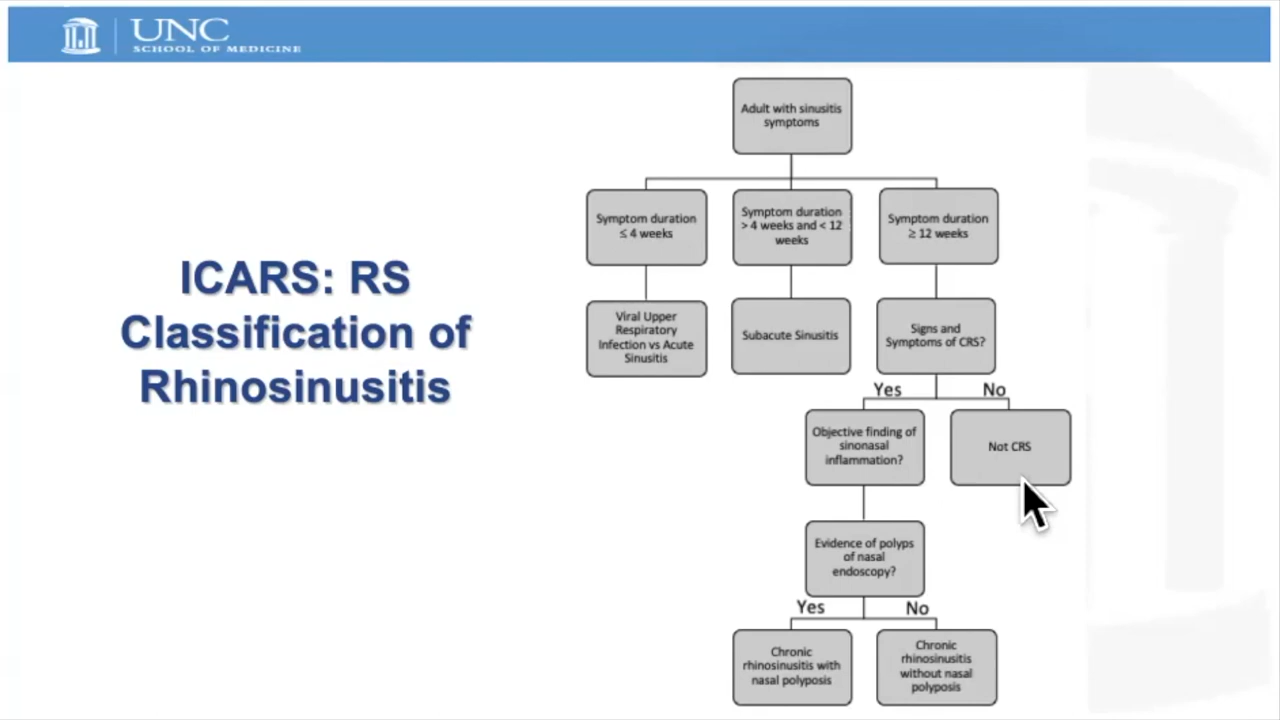 UNC
SCHOOL OF MEDICINE
ICARS: RS
Classification of
Rhinosinusitis
Adult with sinusitis
symptoms
Symptom duration
≤ 4 weeks
Symptom duration
> 4 weeks and < 12
weeks
Symptom duration
≥ 12 weeks
Viral Upper
Respiratory
Infection vs Acute
Sinusitis
Subacute Sinusitis
Signs and
Symptoms of CRS?
Yes
No
Objective finding of
sinonasal
inflammation?
Not CRS
Evidence of polyps
of nasal
endoscopy?
Yes
No
Chronic
rhinosinusitis with
nasal polyposis
Chronic
rhinosinusitis
without nasal
polyposis